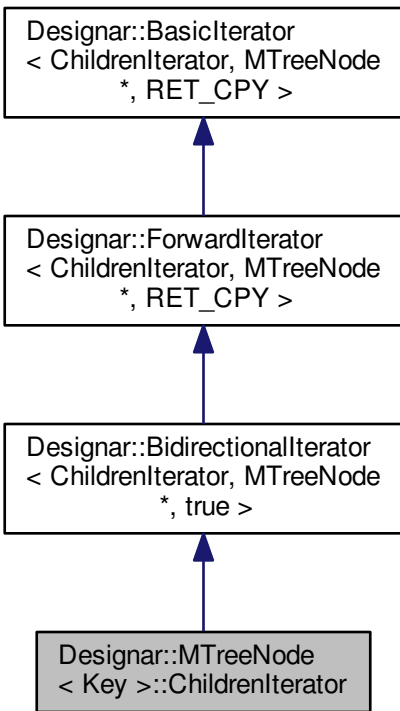 Designar::BasicIterator
< ChildrenIterator, MTreeNode
*, RET_CPY >
Designar::ForwardIterator
< ChildrenIterator, MTreeNode
*, RET_CPY >
Designar::BidirectionalIterator
< ChildrenIterator, MTreeNode
*, true >
Designar::MTreeNode
< Key >::ChildrenIterator